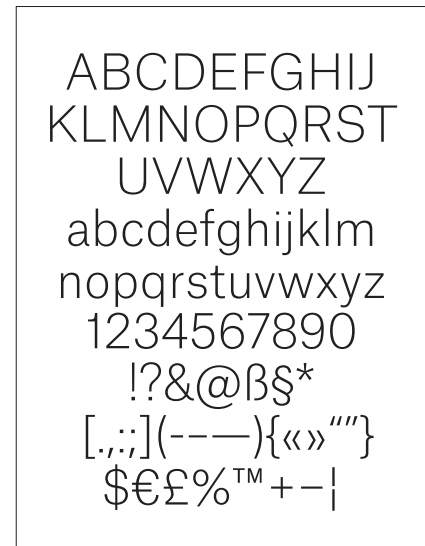 ABCDEFGHIJ
KLMNOPQRST
UVWXYZ
abcdefghijklm
nopqrstuvwxyz
1234567890
!?&@ß§*
[.,:;](-–—){«»“”}
$€£%™+−¦